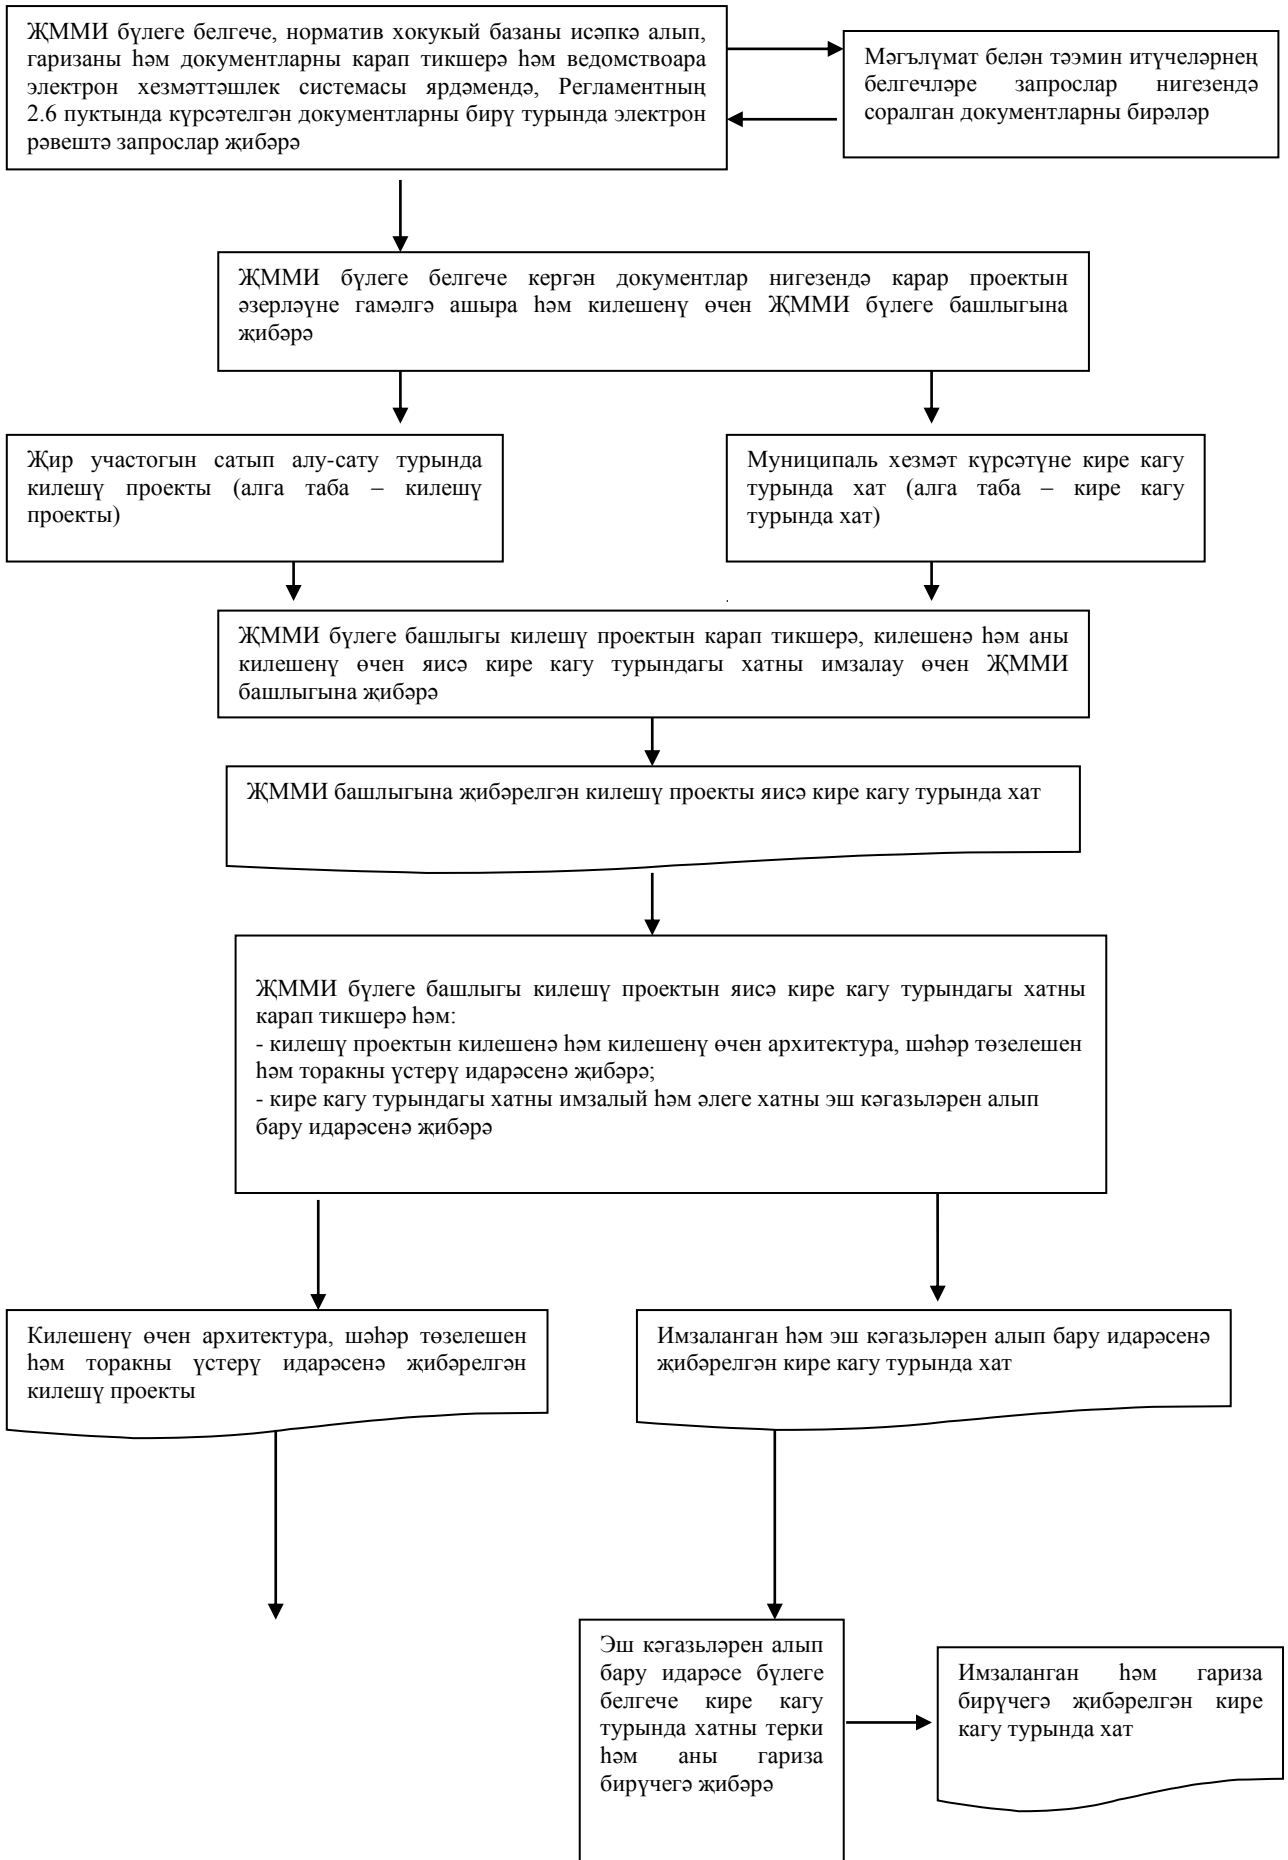 ҖММИ бүлеге белгече, норматив хокукый базаны исәпкә алып,
гаризаны һәм документларны карап тикшерә һәм ведомствоара
электрон хезмәттәшлек системасы ярдәмендә, Регламентның
2.6 пуктында күрсәтелгән документларны бирү турында электрон
рәвештә запрослар җибәрә
Мәгълүмат белән тәэмин итүчеләрнең
белгечләре запрослар нигезендә
соралган документларны бирәләр
ҖММИ бүлеге белгече кергән документлар нигезендә карар проектын
әзерләүне гамәлгә ашыра һәм килешенү өчен ҖММИ бүлеге башлыгына
җибәрә
Җир участогын сатып алу-сату турында
килешү проекты (алга таба – килешү
проекты)
Муниципаль хезмәт күрсәтүне кире кагу
турында хат (алга таба – кире кагу
турында хат)
ҖММИ бүлеге башлыгы килешү проектын карап тикшерә, килешенә һәм аны
килешенү өчен яисә кире кагу турындагы хатны имзалау өчен ҖММИ
башлыгына җибәрә
ҖММИ башлыгына җибәрелгән килешү проекты яисә кире кагу турында хат
ҖММИ бүлеге башлыгы килешү проектын яисә кире кагу турындагы хатны
карап тикшерә һәм:
- килешү проектын килешенә һәм килешенү өчен архитектура, шәһәр төзелешен
һәм торакны үстерү идарәсенә җибәрә;
- кире кагу турындагы хатны имзалый һәм әлеге хатны эш кәгазьләрен алып
бару идарәсенә җибәрә
Килешенү өчен архитектура, шәһәр төзелешен
һәм торакны үстерү идарәсенә җибәрелгән
килешү проекты
Имзаланган һәм эш кәгазьләрен алып бару идарәсенә
җибәрелгән кире кагу турында хат
Эш кәгазьләрен алып
бару идарәсе бүлеге
белгече кире кагу
турында хатны терки
һәм аны гариза
бирүчегә җибәрә
Имзаланган һәм гариза
бирүчегә җибәрелгән кире
кагу турында хат